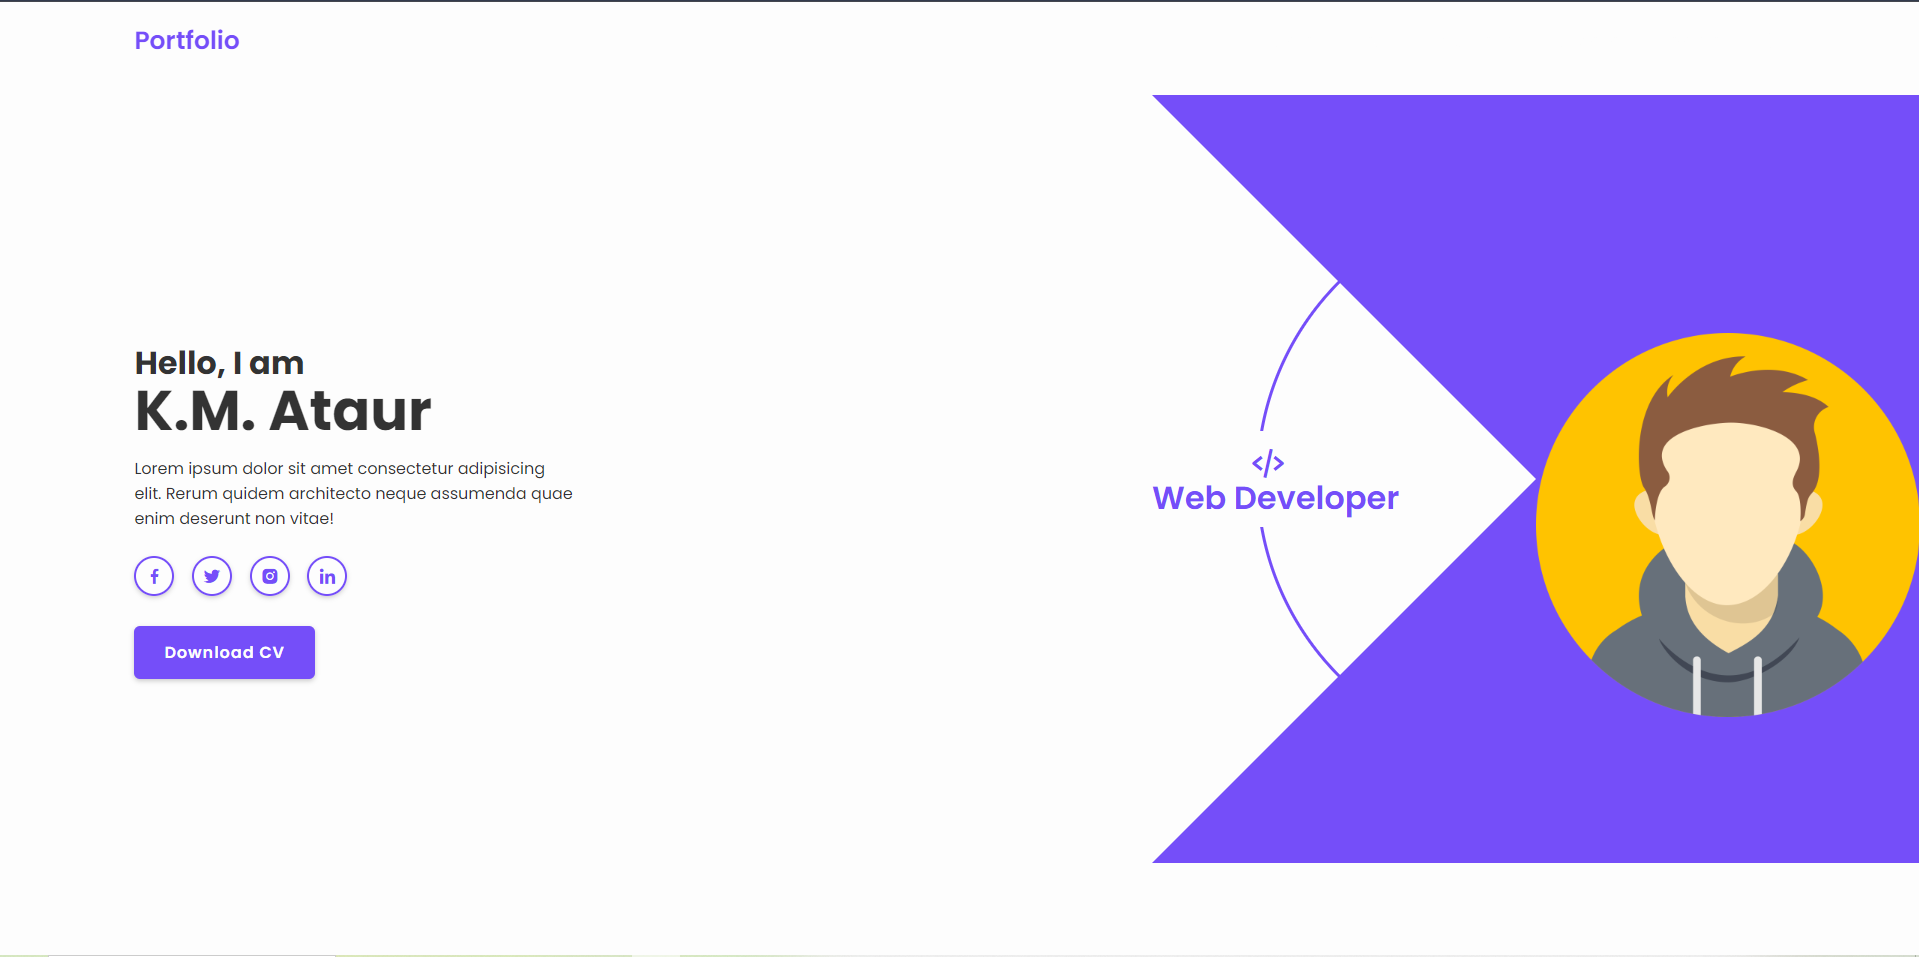 Portfolio
Hello, I am
K.M. Ataur
Lorem ipsum dolor sit amet consectetur adipisicing
elit. Rerum quidem architecto neque assumenda quae
enim deserunt non vitae!
Download CV
</>
Web Developer